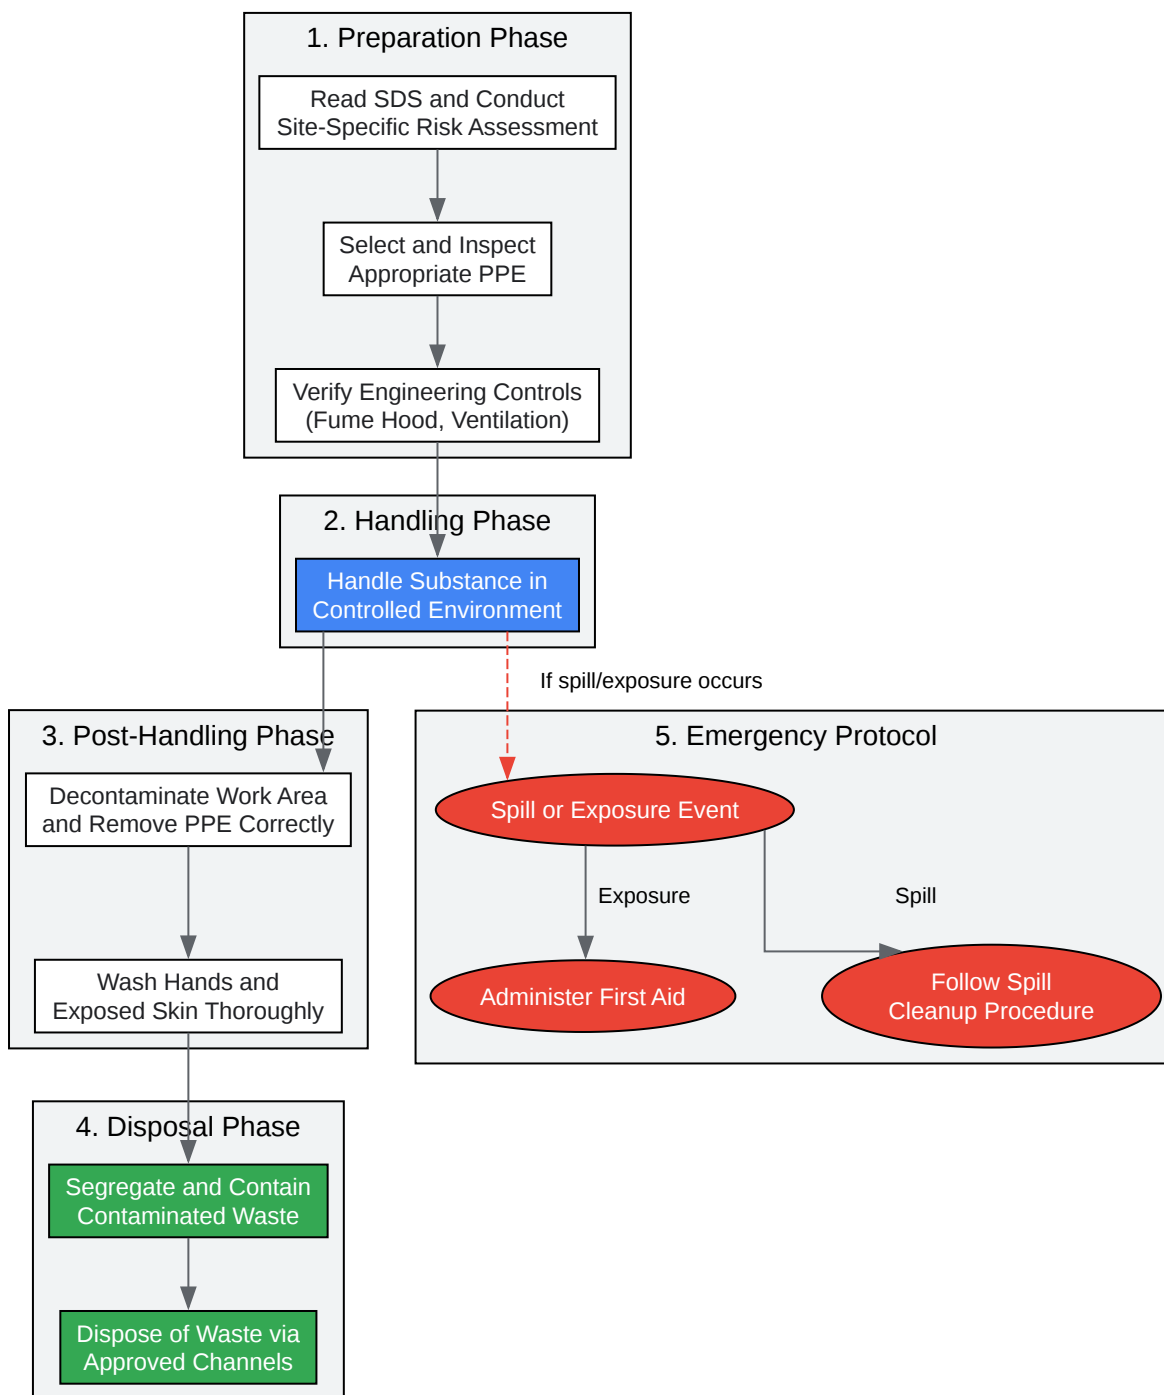 1. Preparation Phase
Read SDS and Conduct
Site-Specific Risk Assessment
Select and Inspect
Appropriate PPE
Verify Engineering Controls
(Fume Hood, Ventilation)
2. Handling Phase
Handle Substance in
Controlled Environment
If spill/exposure occurs
3. Post-Handling Phase
Decontaminate Work Area
and Remove PPE Correctly
Wash Hands and
Exposed Skin Thoroughly
5. Emergency Protocol
Spill or Exposure Event
Exposure
Spill
Administer First Aid
Follow Spill
Cleanup Procedure
4. Disposal Phase
Segregate and Contain
Contaminated Waste
Dispose of Waste via
Approved Channels